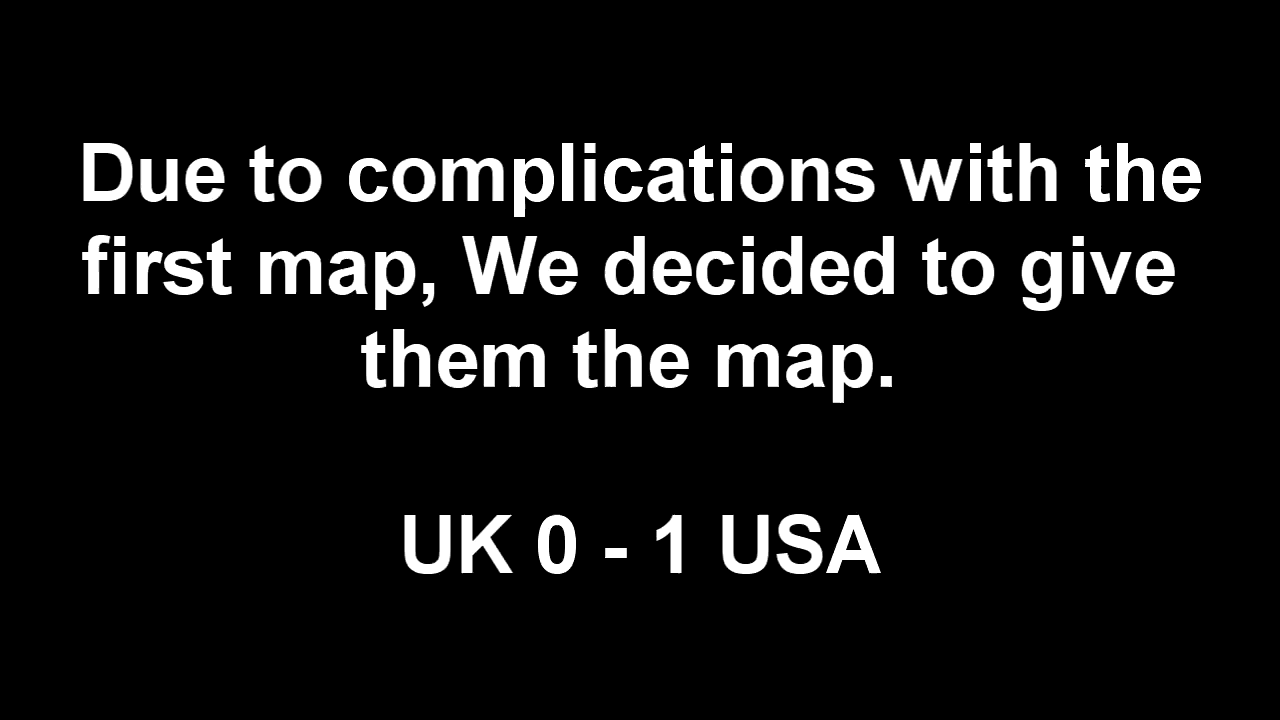 Due to complications with the
first map, We decided to give
them the map.
UK 0 - 1 USA